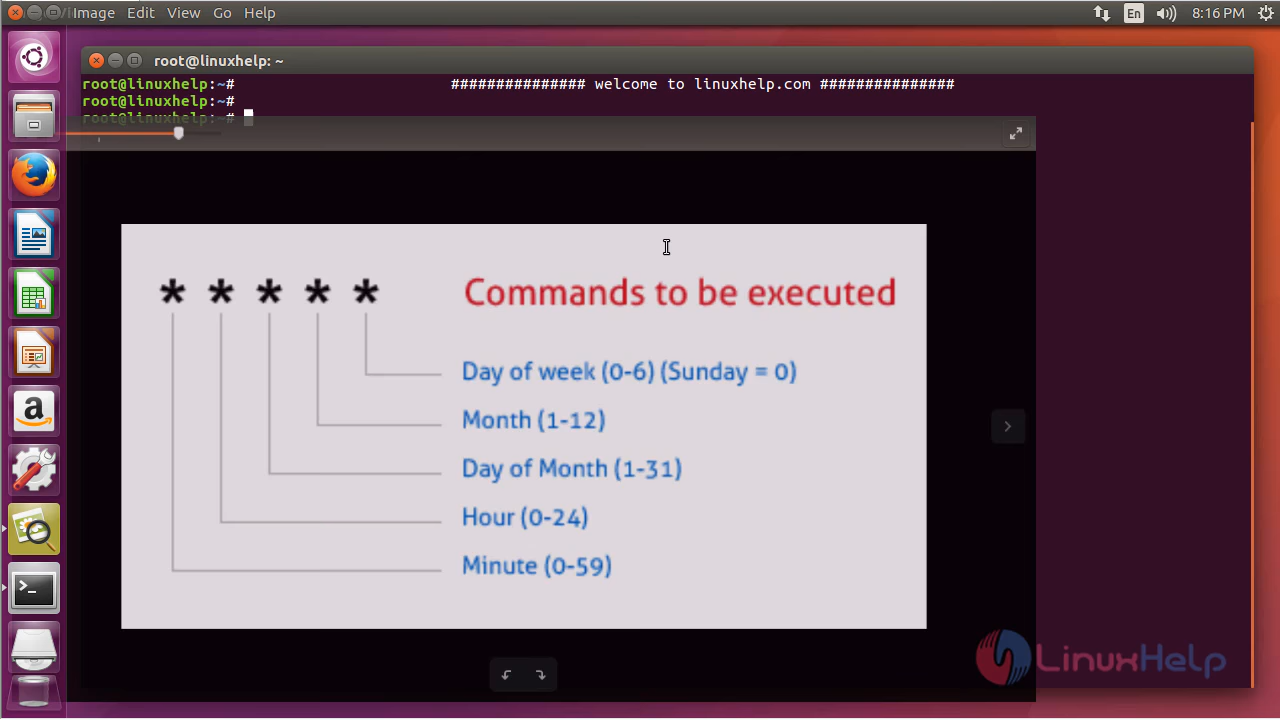 Image Edit View Go Help
En 8:16 PM
root@linuxhelp: ~
root@linuxhelp:~# ############### welcome to linuxhelp.com ###############
root@linuxhelp:~#
root@linuxhelp:~#
* * * * * Commands to be executed
Day of week (0-6) (Sunday = 0)
Month (1-12)
Day of Month (1-31)
Hour (0-24)
Minute (0-59)
LinuxHelp